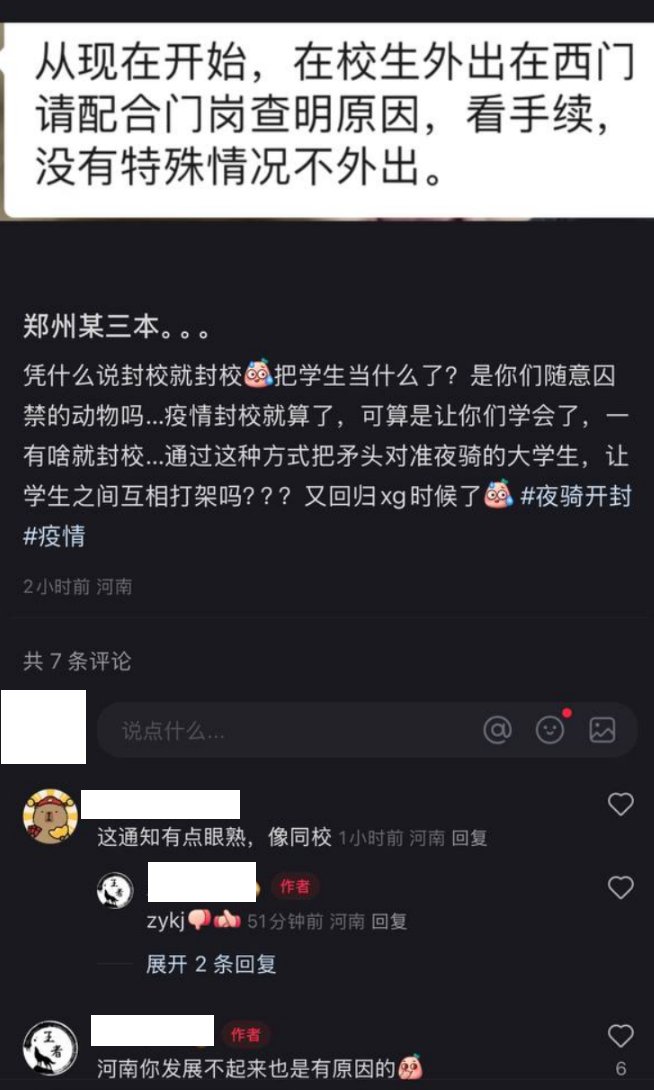 从现在开始，在校生外出在西门
请配合门岗查明原因，看手续，
没有特殊情况不外出。
郑州某三本。。。
凭什么说封校就封校把学生当什么了？是你们随意囚
禁的动物吗...疫情封校就算了，可算是让你们学会了，一
有啥就封校...通过这种方式把矛头对准夜骑的大学生，让
学生之间互相打架吗？？？又回归xg时候了 #夜骑开封
#疫情
2小时前 河南
共 7 条评论
说点什么...
这通知有点眼熟，像同校 1小时前 河南 回复
王者
作者
zykj 51分钟前 河南 回复
展开 2 条回复
王者
作者
河南你发展不起来也是有原因的
6